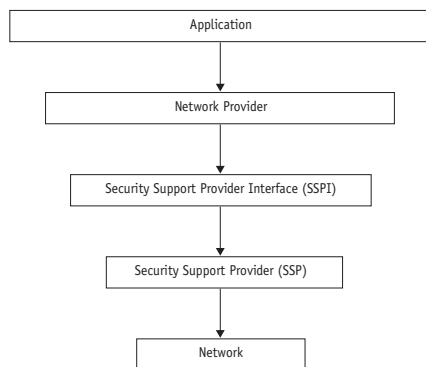 Application
Network Provider
Security Support Provider Interface (SSPI)
Security Support Provider (SSP)
Network